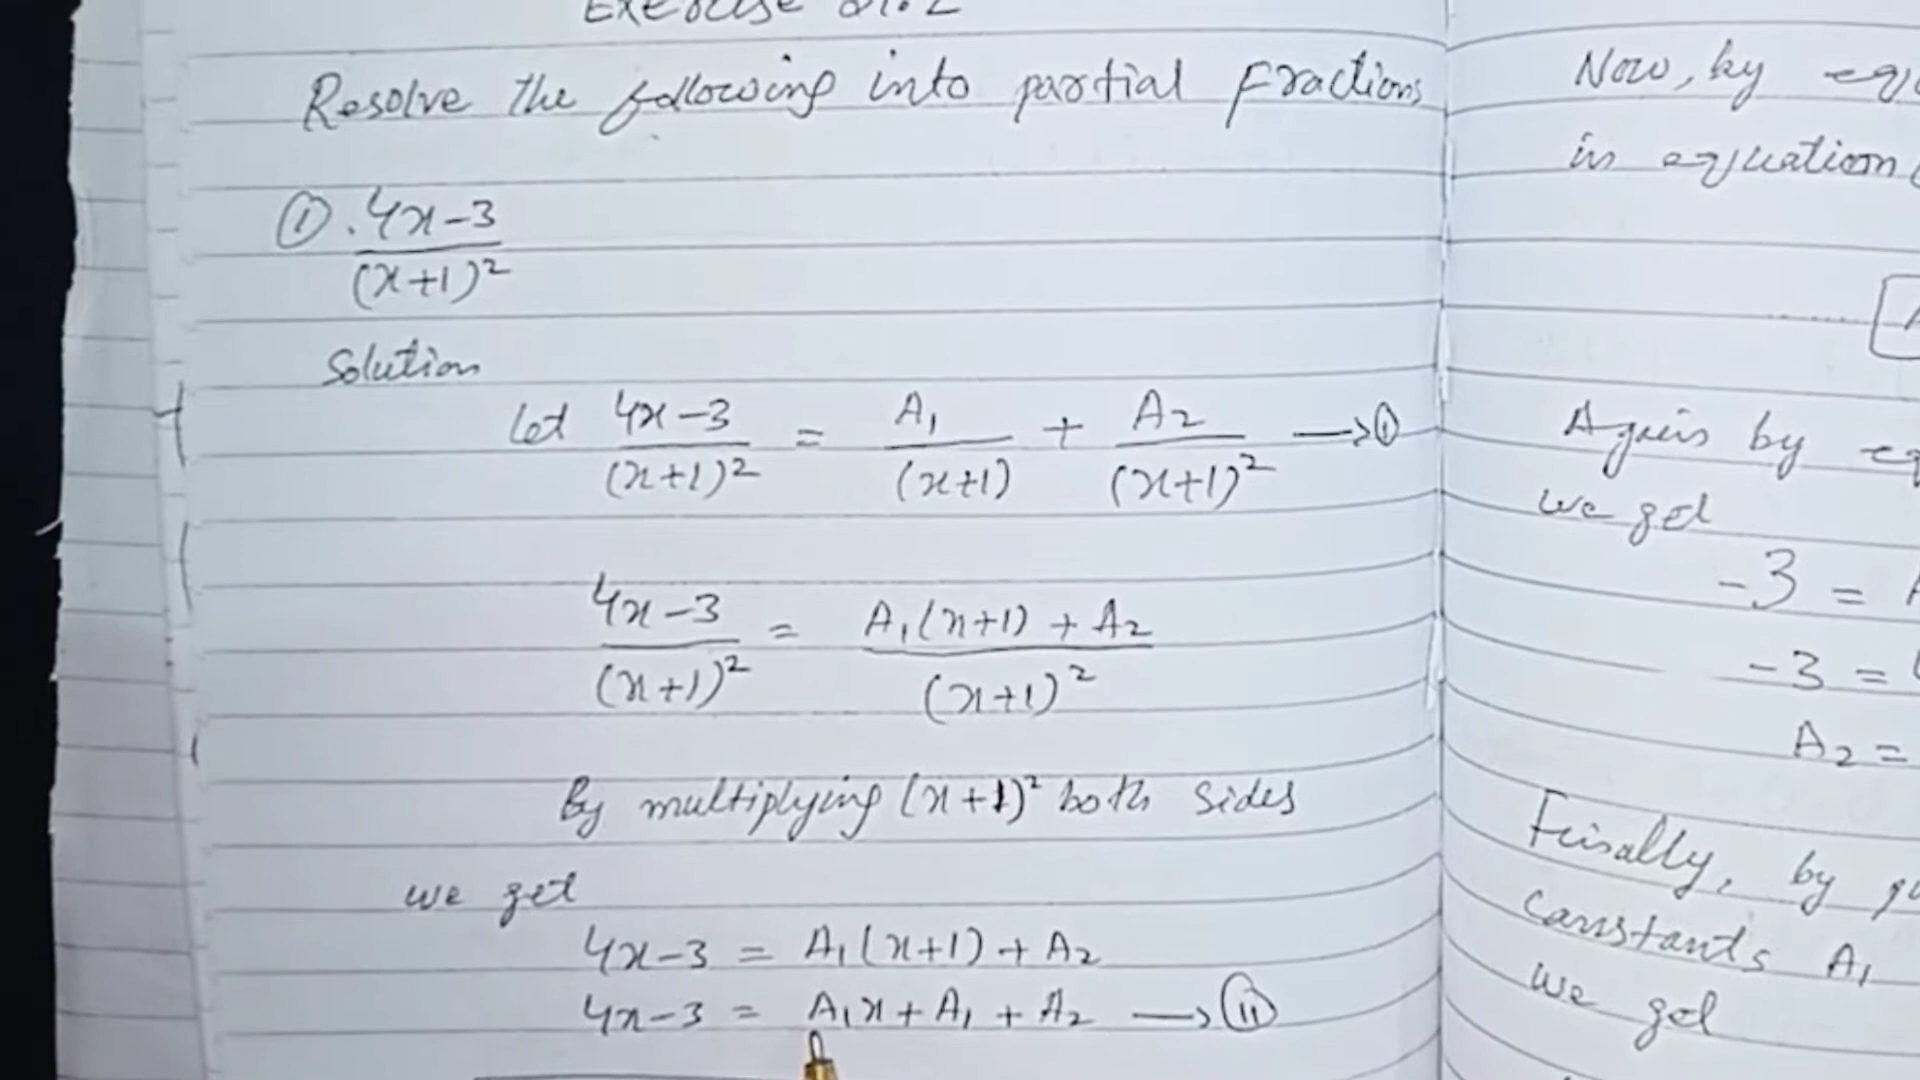 Resolve the following into partial Fractions
① . 4x-3 / (x+1)²
Solution
Let 4x-3 / (x+1)² = A₁ / (x+1) + A₂ / (x+1)² → ①
4x-3 / (x+1)² = A₁(x+1) + A₂ / (x+1)²
By multiplying (x+1)² both sides
we get
4x-3 = A₁(x+1) + A₂
4x-3 = A₁x + A₁ + A₂ → ⓘⓘ
Now, by
in equation
Again by
we get
-3 =
-3 =
A₂ =
Finally, by
constants A₁
we get